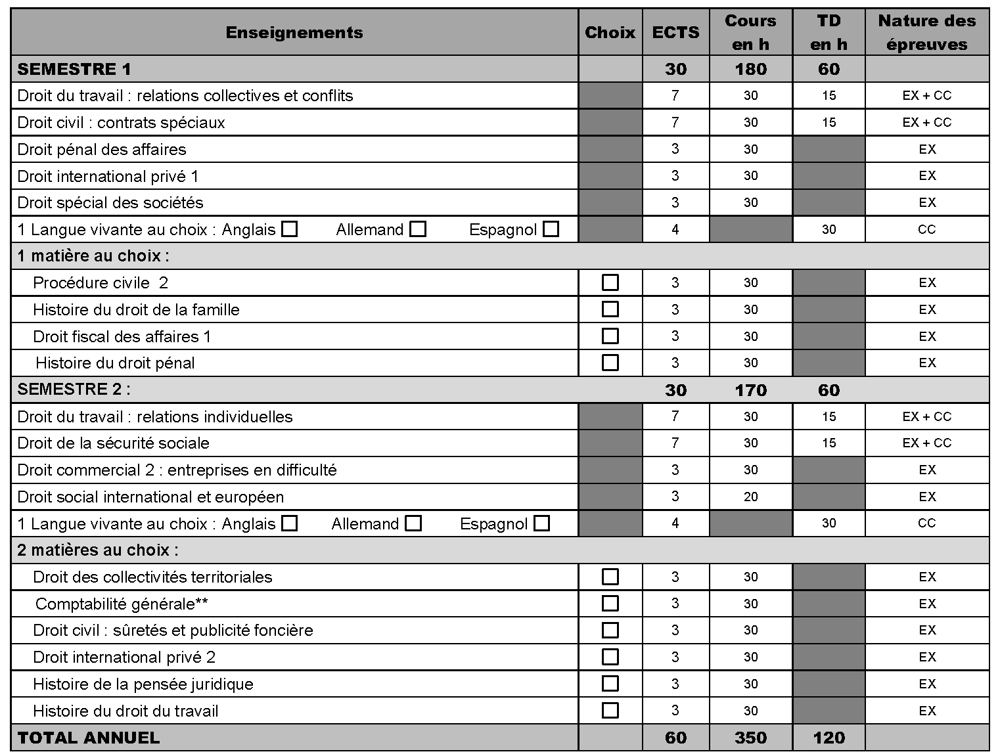 Enseignements Choix ECTS Cours en h TD en h Nature des épreuves
SEMESTRE 1 30 180 60
Droit du travail : relations collectives et conflits 7 30 15 EX + CC
Droit civil : contrats spéciaux 7 30 15 EX + CC
Droit pénal des affaires 3 30 EX
Droit international privé 1 3 30 EX
Droit spécial des sociétés 3 30 EX
1 Langue vivante au choix : Anglais Allemand Espagnol 4 30 CC
1 matière au choix :
Procédure civile 2 3 30 EX
Histoire du droit de la famille 3 30 EX
Droit fiscal des affaires 1 3 30 EX
Histoire du droit pénal 3 30 EX
SEMESTRE 2 : 30 170 60
Droit du travail : relations individuelles 7 30 15 EX + CC
Droit de la sécurité sociale 7 30 15 EX + CC
Droit commercial 2 : entreprises en difficulté 3 30 EX
Droit social international et européen 3 20 EX
1 Langue vivante au choix : Anglais Allemand Espagnol 4 30 CC
2 matières au choix :
Droit des collectivités territoriales 3 30 EX
Comptabilité générale** 3 30 EX
Droit civil : sûretés et publicité foncière 3 30 EX
Droit international privé 2 3 30 EX
Histoire de la pensée juridique 3 30 EX
Histoire du droit du travail 3 30 EX
TOTAL ANNUEL 60 350 120